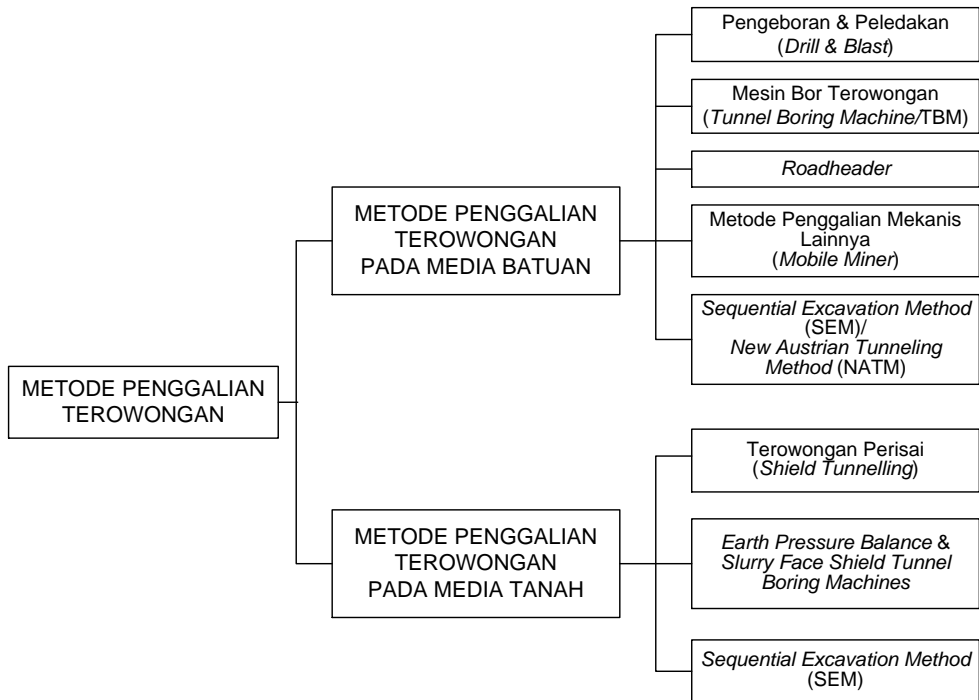 METODE PENGGALIAN
TEROWONGAN
METODE PENGGALIAN
TEROWONGAN
PADA MEDIA BATUAN
Pengeboran & Peledakan
(Drill & Blast)
Mesin Bor Terowongan
(Tunnel Boring Machine/TBM)
Roadheader
Metode Penggalian Mekanis
Lainnya
(Mobile Miner)
Sequential Excavation Method
(SEM)/
New Austrian Tunneling
Method (NATM)
METODE PENGGALIAN
TEROWONGAN
PADA MEDIA TANAH
Terowongan Perisai
(Shield Tunnelling)
Earth Pressure Balance &
Slurry Face Shield Tunnel
Boring Machines
Sequential Excavation Method
(SEM)